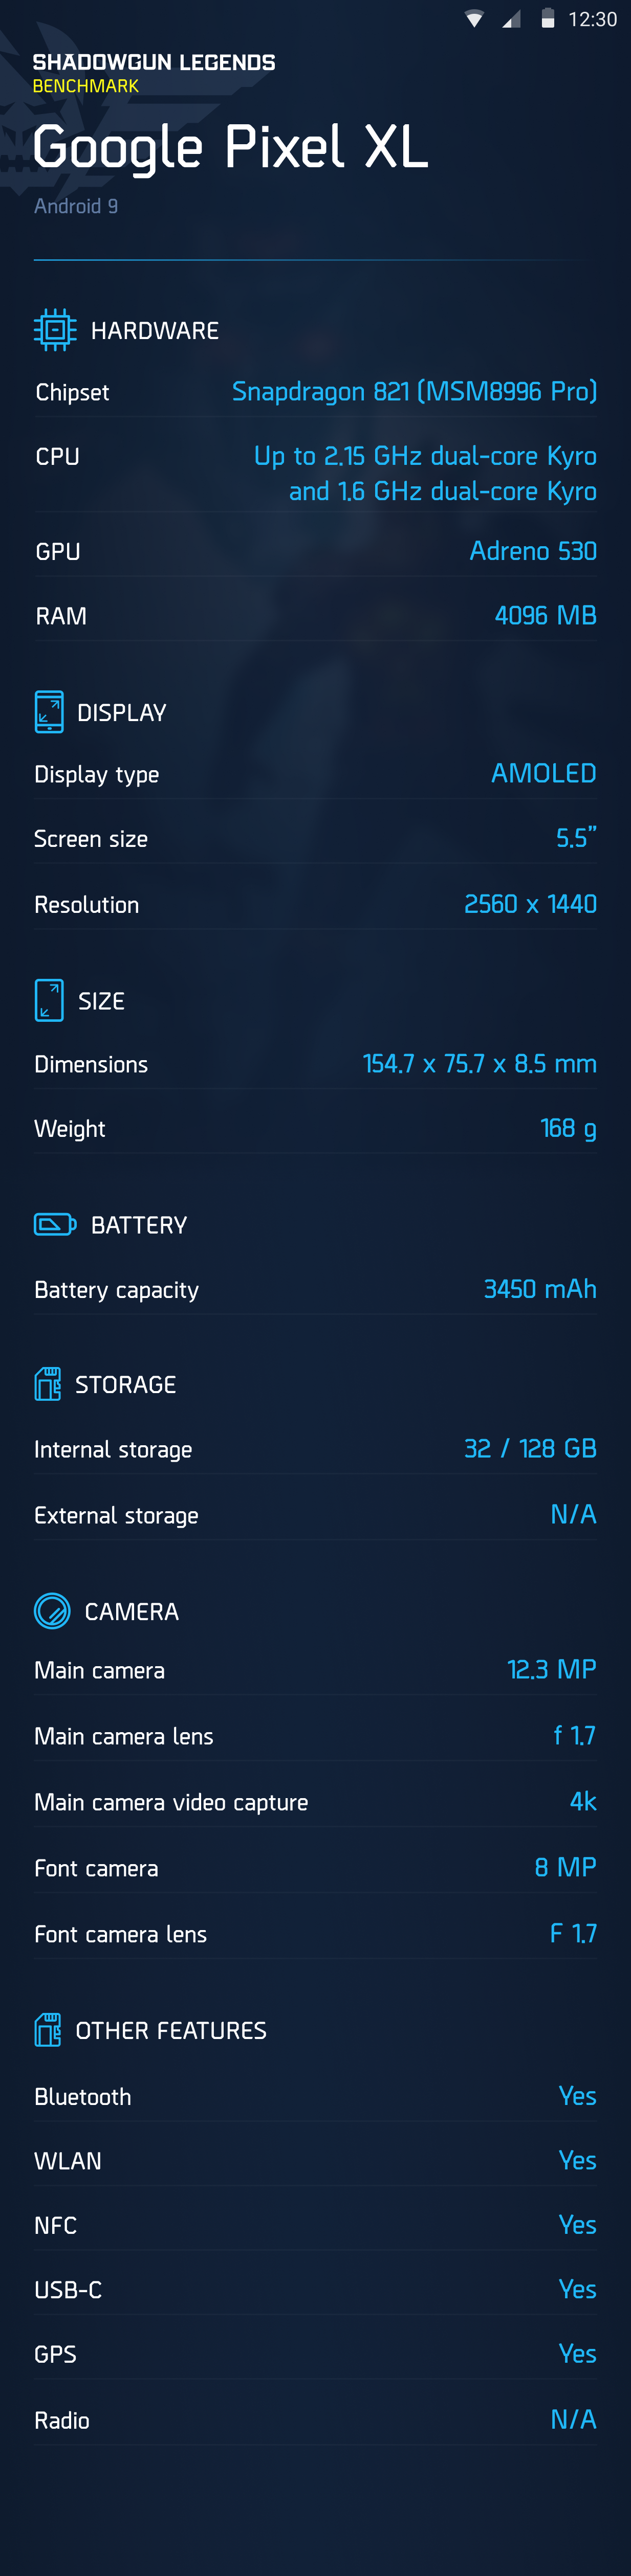 12:30
SHADOWGUN LEGENDS
BENCHMARK
Google Pixel XL
Android 9
HARDWARE
Chipset Snapdragon 821 (MSM8996 Pro)
CPU Up to 2.15 GHz dual-core Kyro
and 1.6 GHz dual-core Kyro
GPU Adreno 530
RAM 4096 MB
DISPLAY
Display type AMOLED
Screen size 5.5”
Resolution 2560 x 1440
SIZE
Dimensions 154.7 x 75.7 x 8.5 mm
Weight 168 g
BATTERY
Battery capacity 3450 mAh
STORAGE
Internal storage 32 / 128 GB
External storage N/A
CAMERA
Main camera 12.3 MP
Main camera lens f 1.7
Main camera video capture 4k
Font camera 8 MP
Font camera lens F 1.7
OTHER FEATURES
Bluetooth Yes
WLAN Yes
NFC Yes
USB-C Yes
GPS Yes
Radio N/A